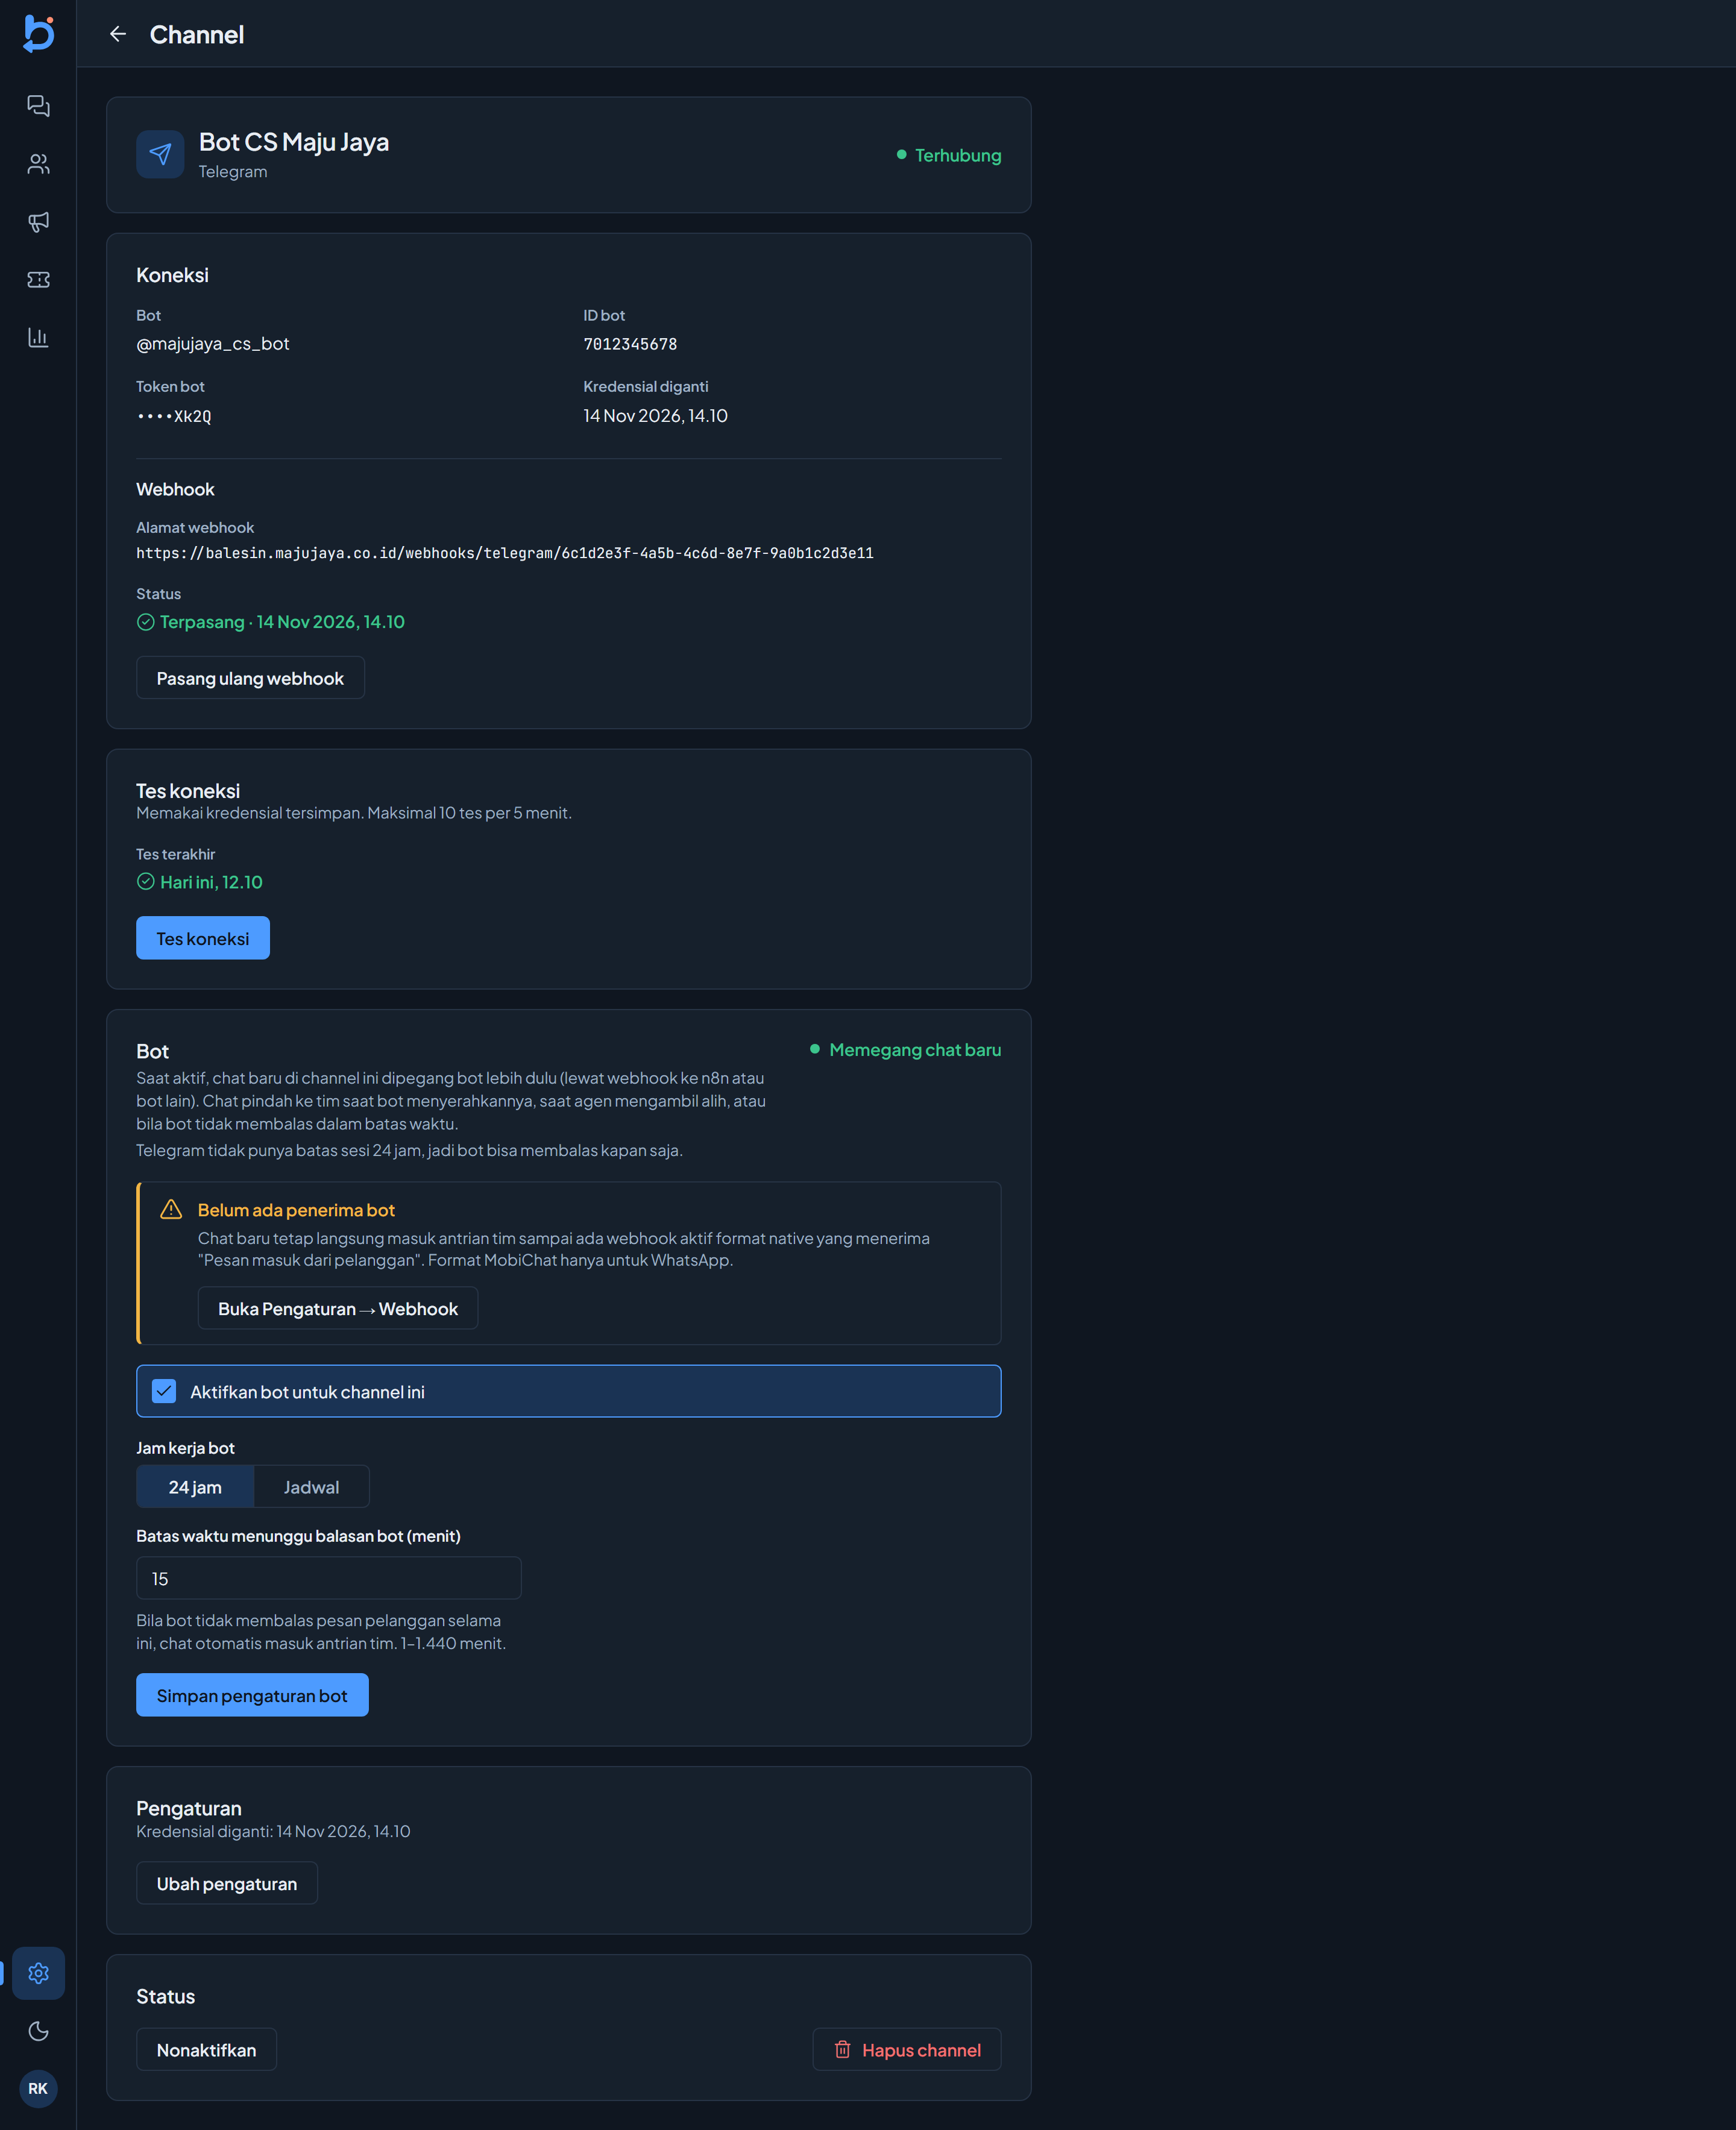 Channel
Bot CS Maju Jaya
Telegram
Terhubung
Koneksi
Bot
@majujaya_cs_bot
ID bot
7012345678
Token bot
••••Xk2Q
Kredensial diganti
14 Nov 2026, 14.10
Webhook
Alamat webhook
https://balesin.majujaya.co.id/webhooks/telegram/6c1d2e3f-4a5b-4c6d-8e7f-9a0b1c2d3e11
Status
Terpasang · 14 Nov 2026, 14.10
Pasang ulang webhook
Tes koneksi
Memakai kredensial tersimpan. Maksimal 10 tes per 5 menit.
Tes terakhir
Hari ini, 12.10
Tes koneksi
Bot
Memegang chat baru
Saat aktif, chat baru di channel ini dipegang bot lebih dulu (lewat webhook ke n8n atau
bot lain). Chat pindah ke tim saat bot menyerahkannya, saat agen mengambil alih, atau
bila bot tidak membalas dalam batas waktu.
Telegram tidak punya batas sesi 24 jam, jadi bot bisa membalas kapan saja.
Belum ada penerima bot
Chat baru tetap langsung masuk antrian tim sampai ada webhook aktif format native yang menerima
"Pesan masuk dari pelanggan". Format MobiChat hanya untuk WhatsApp.
Buka Pengaturan → Webhook
Aktifkan bot untuk channel ini
Jam kerja bot
24 jam
Jadwal
Batas waktu menunggu balasan bot (menit)
15
Bila bot tidak membalas pesan pelanggan selama
ini, chat otomatis masuk antrian tim. 1–1.440 menit.
Simpan pengaturan bot
Pengaturan
Kredensial diganti: 14 Nov 2026, 14.10
Ubah pengaturan
Status
Nonaktifkan
Hapus channel
RK